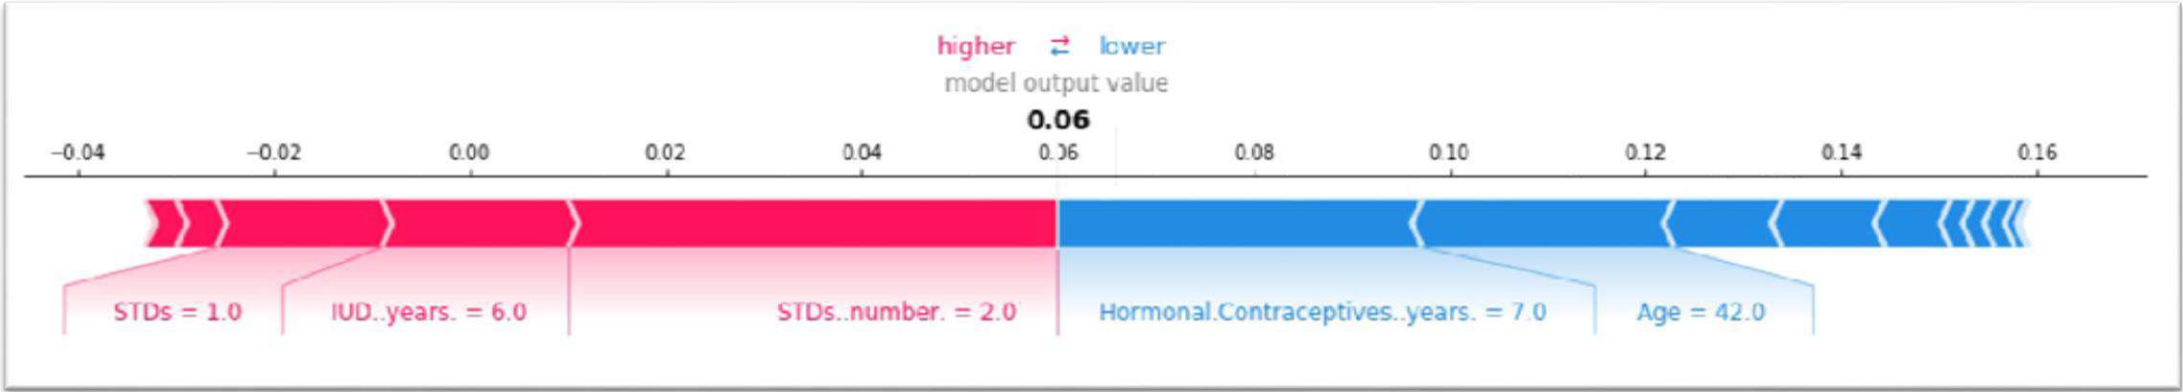 higher ⇄ lower
model output value
0.06
−0.04 −0.02 0.00 0.02 0.04 0.06 0.08 0.10 0.12 0.14 0.16
STDs = 1.0 IUD..years. = 6.0 STDs..number. = 2.0 Hormonal.Contraceptives..years. = 7.0 Age = 42.0